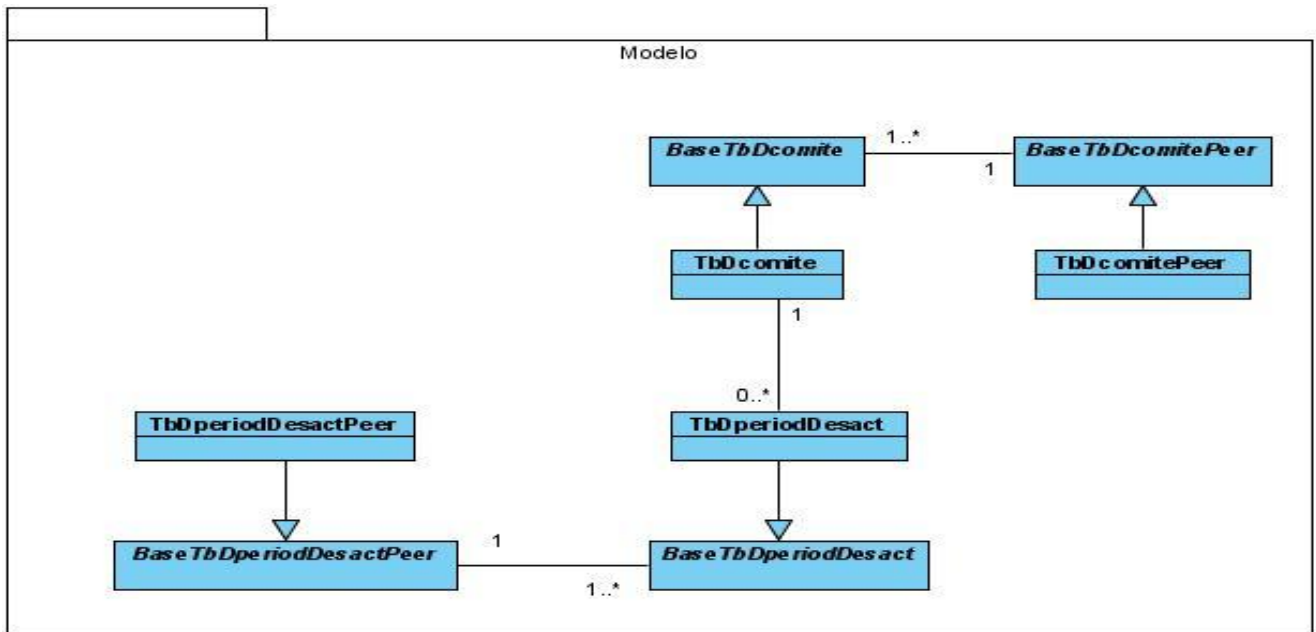 Modelo
BaseTbDcomite
1..*
1
BaseTbDcomitePeer
TbDcomite
TbDcomitePeer
1
0..*
TbDperiodDesactPeer
TbDperiodDesact
BaseTbDperiodDesactPeer
1
1..*
BaseTbDperiodDesact